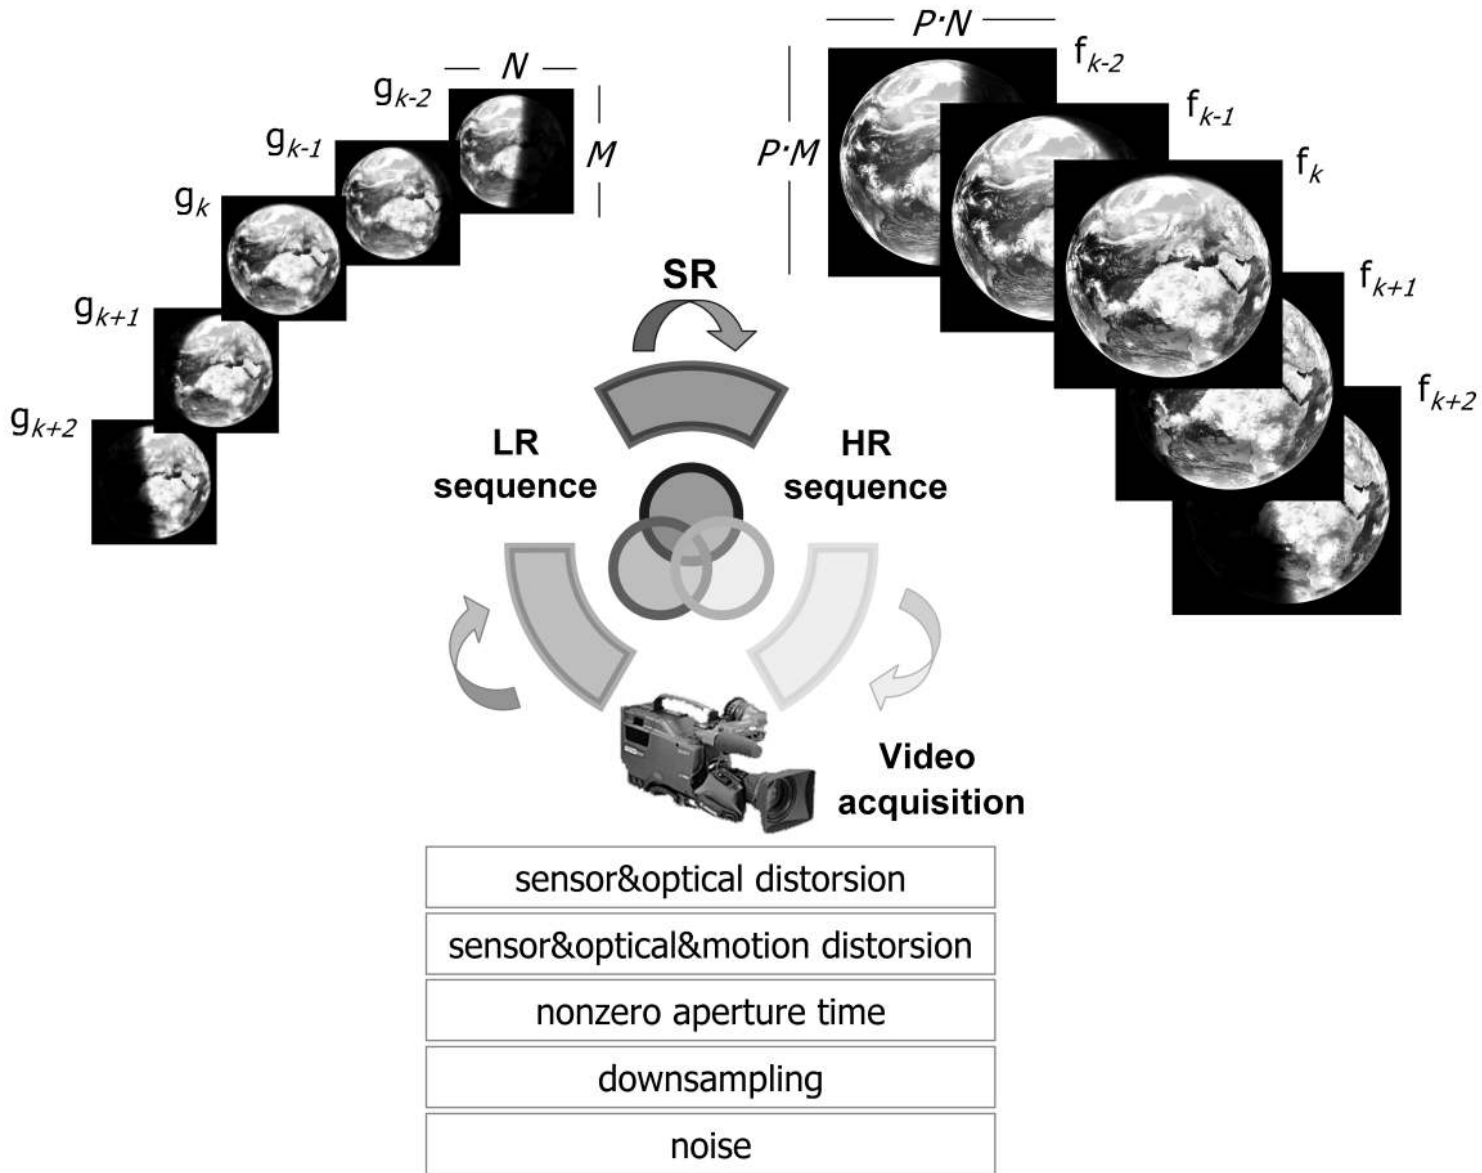 N
M
g_{k-2}
g_{k-1}
g_k
g_{k+1}
g_{k+2}
P·N
P·M
f_{k-2}
f_{k-1}
f_k
f_{k+1}
f_{k+2}
SR
LR
sequence
HR
sequence
Video
acquisition
sensor&optical distorsion
sensor&optical&motion distorsion
nonzero aperture time
downsampling
noise